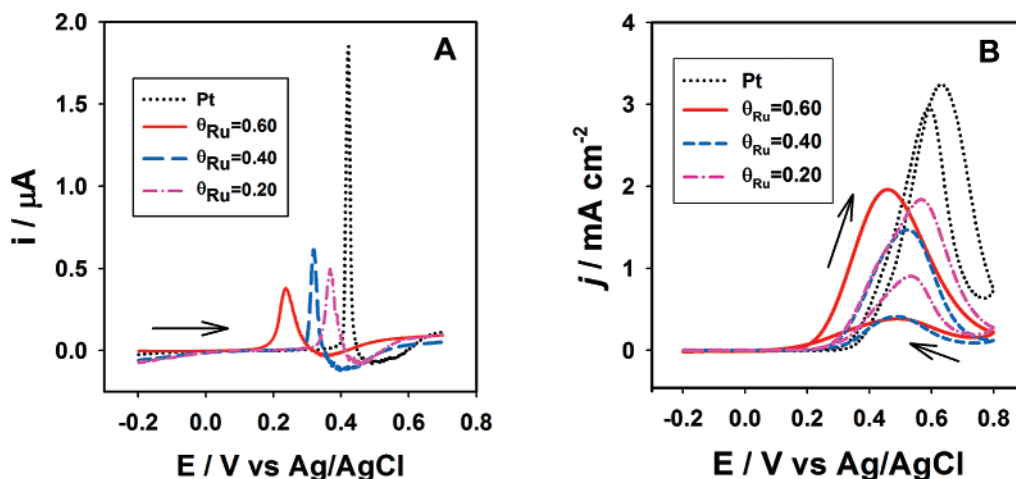 A
2.0
1.5
1.0
0.5
0.0
i / μA
Pt
θRu=0.60
θRu=0.40
θRu=0.20
-0.2 0.0 0.2 0.4 0.6 0.8
E / V vs Ag/AgCl
B
4
3
2
1
0
j / mA cm-2
Pt
θRu=0.60
θRu=0.40
θRu=0.20
-0.2 0.0 0.2 0.4 0.6 0.8
E / V vs Ag/AgCl